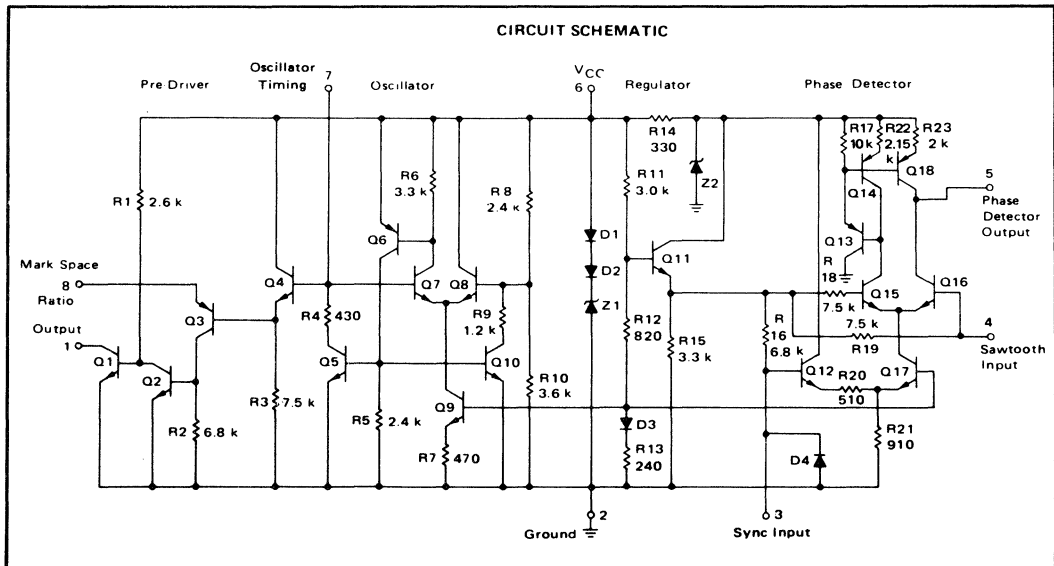 CIRCUIT SCHEMATIC
Pre-Driver
Oscillator
Timing
7
Oscillator
VCC
6
Regulator
Phase Detector
R14
330
R17
10k
R22
2.15
k
R23
2 k
R6
3.3 k
R8
2.4 k
R11
3.0 k
Z2
Q14
Q18
5
Phase
Detector
Output
R1
2.6 k
Q6
D1
D2
Z1
Q11
Q13
R
18
Mark Space
8
Ratio
Q4
Q7
Q8
Q15
Q16
R9
1.2 k
7.5 k
Output
1
Q3
R4
430
R12
820
R15
3.3 k
R
16
6.8 k
7.5 k
R19
4
Sawtooth
Input
Q1
Q2
Q5
Q10
Q12
R20
510
Q17
R3
7.5 k
R10
3.6 k
R2
6.8 k
R5
2.4 k
Q9
R7
470
D3
R13
240
D4
R21
910
2
Ground
3
Sync Input